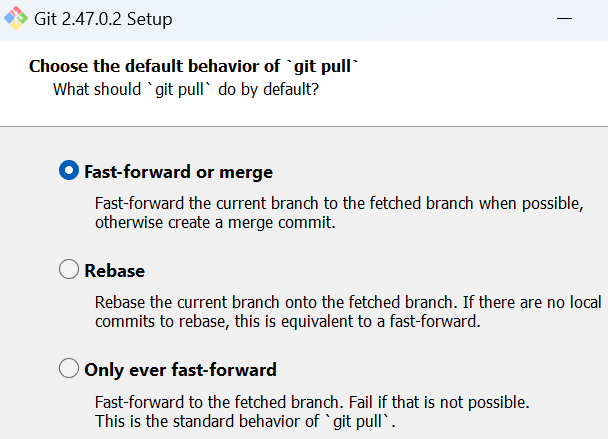 Git 2.47.0.2 Setup
Choose the default behavior of `git pull`
What should `git pull` do by default?
Fast-forward or merge
Fast-forward the current branch to the fetched branch when possible,
otherwise create a merge commit.
Rebase
Rebase the current branch onto the fetched branch. If there are no local
commits to rebase, this is equivalent to a fast-forward.
Only ever fast-forward
Fast-forward to the fetched branch. Fail if that is not possible.
This is the standard behavior of `git pull`.